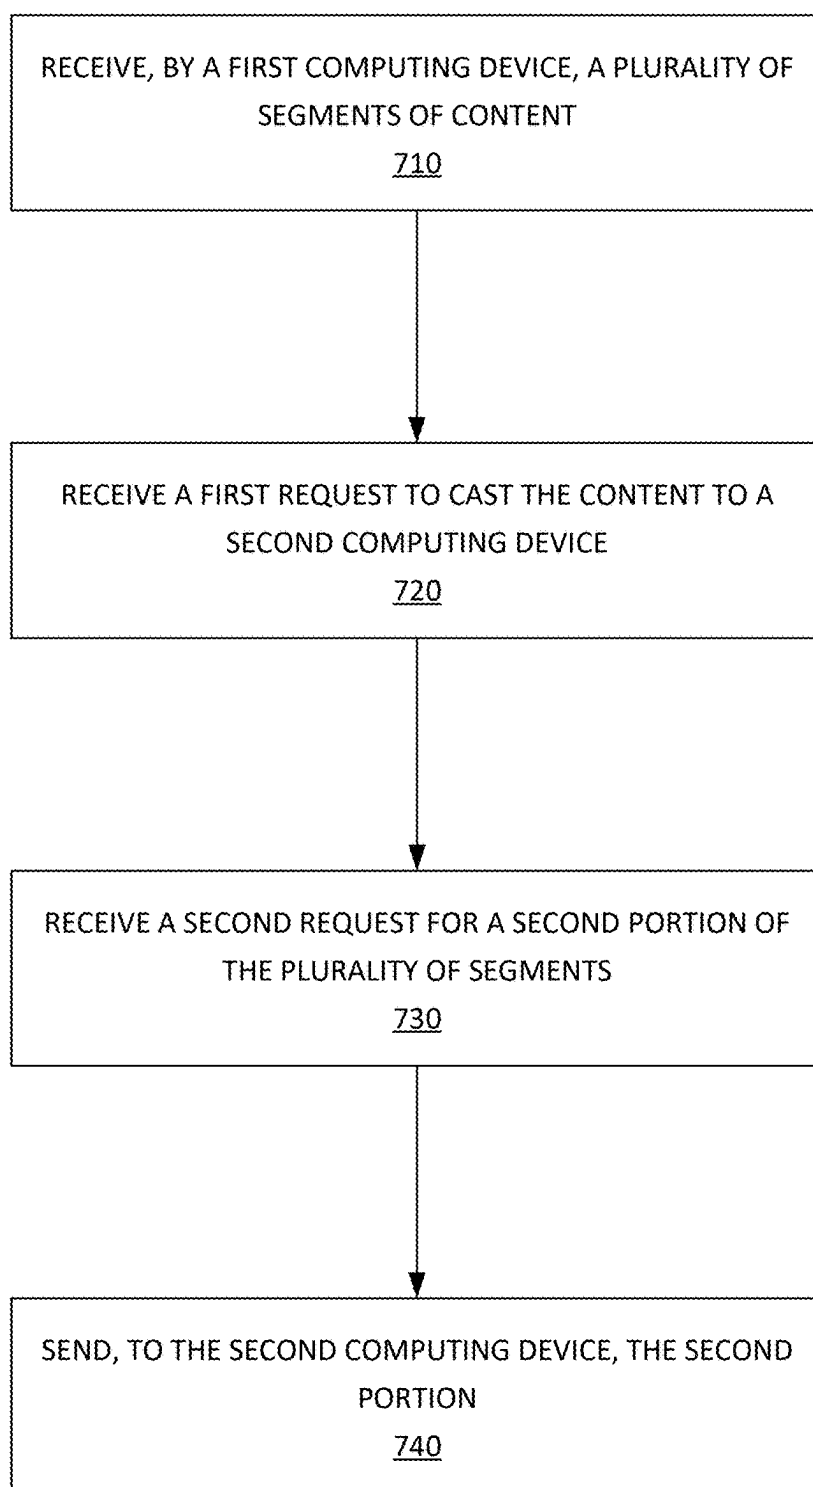 RECEIVE, BY A FIRST COMPUTING DEVICE, A PLURALITY OF
SEGMENTS OF CONTENT
710
RECEIVE A FIRST REQUEST TO CAST THE CONTENT TO A
SECOND COMPUTING DEVICE
720
RECEIVE A SECOND REQUEST FOR A SECOND PORTION OF
THE PLURALITY OF SEGMENTS
730
SEND, TO THE SECOND COMPUTING DEVICE, THE SECOND
PORTION
740